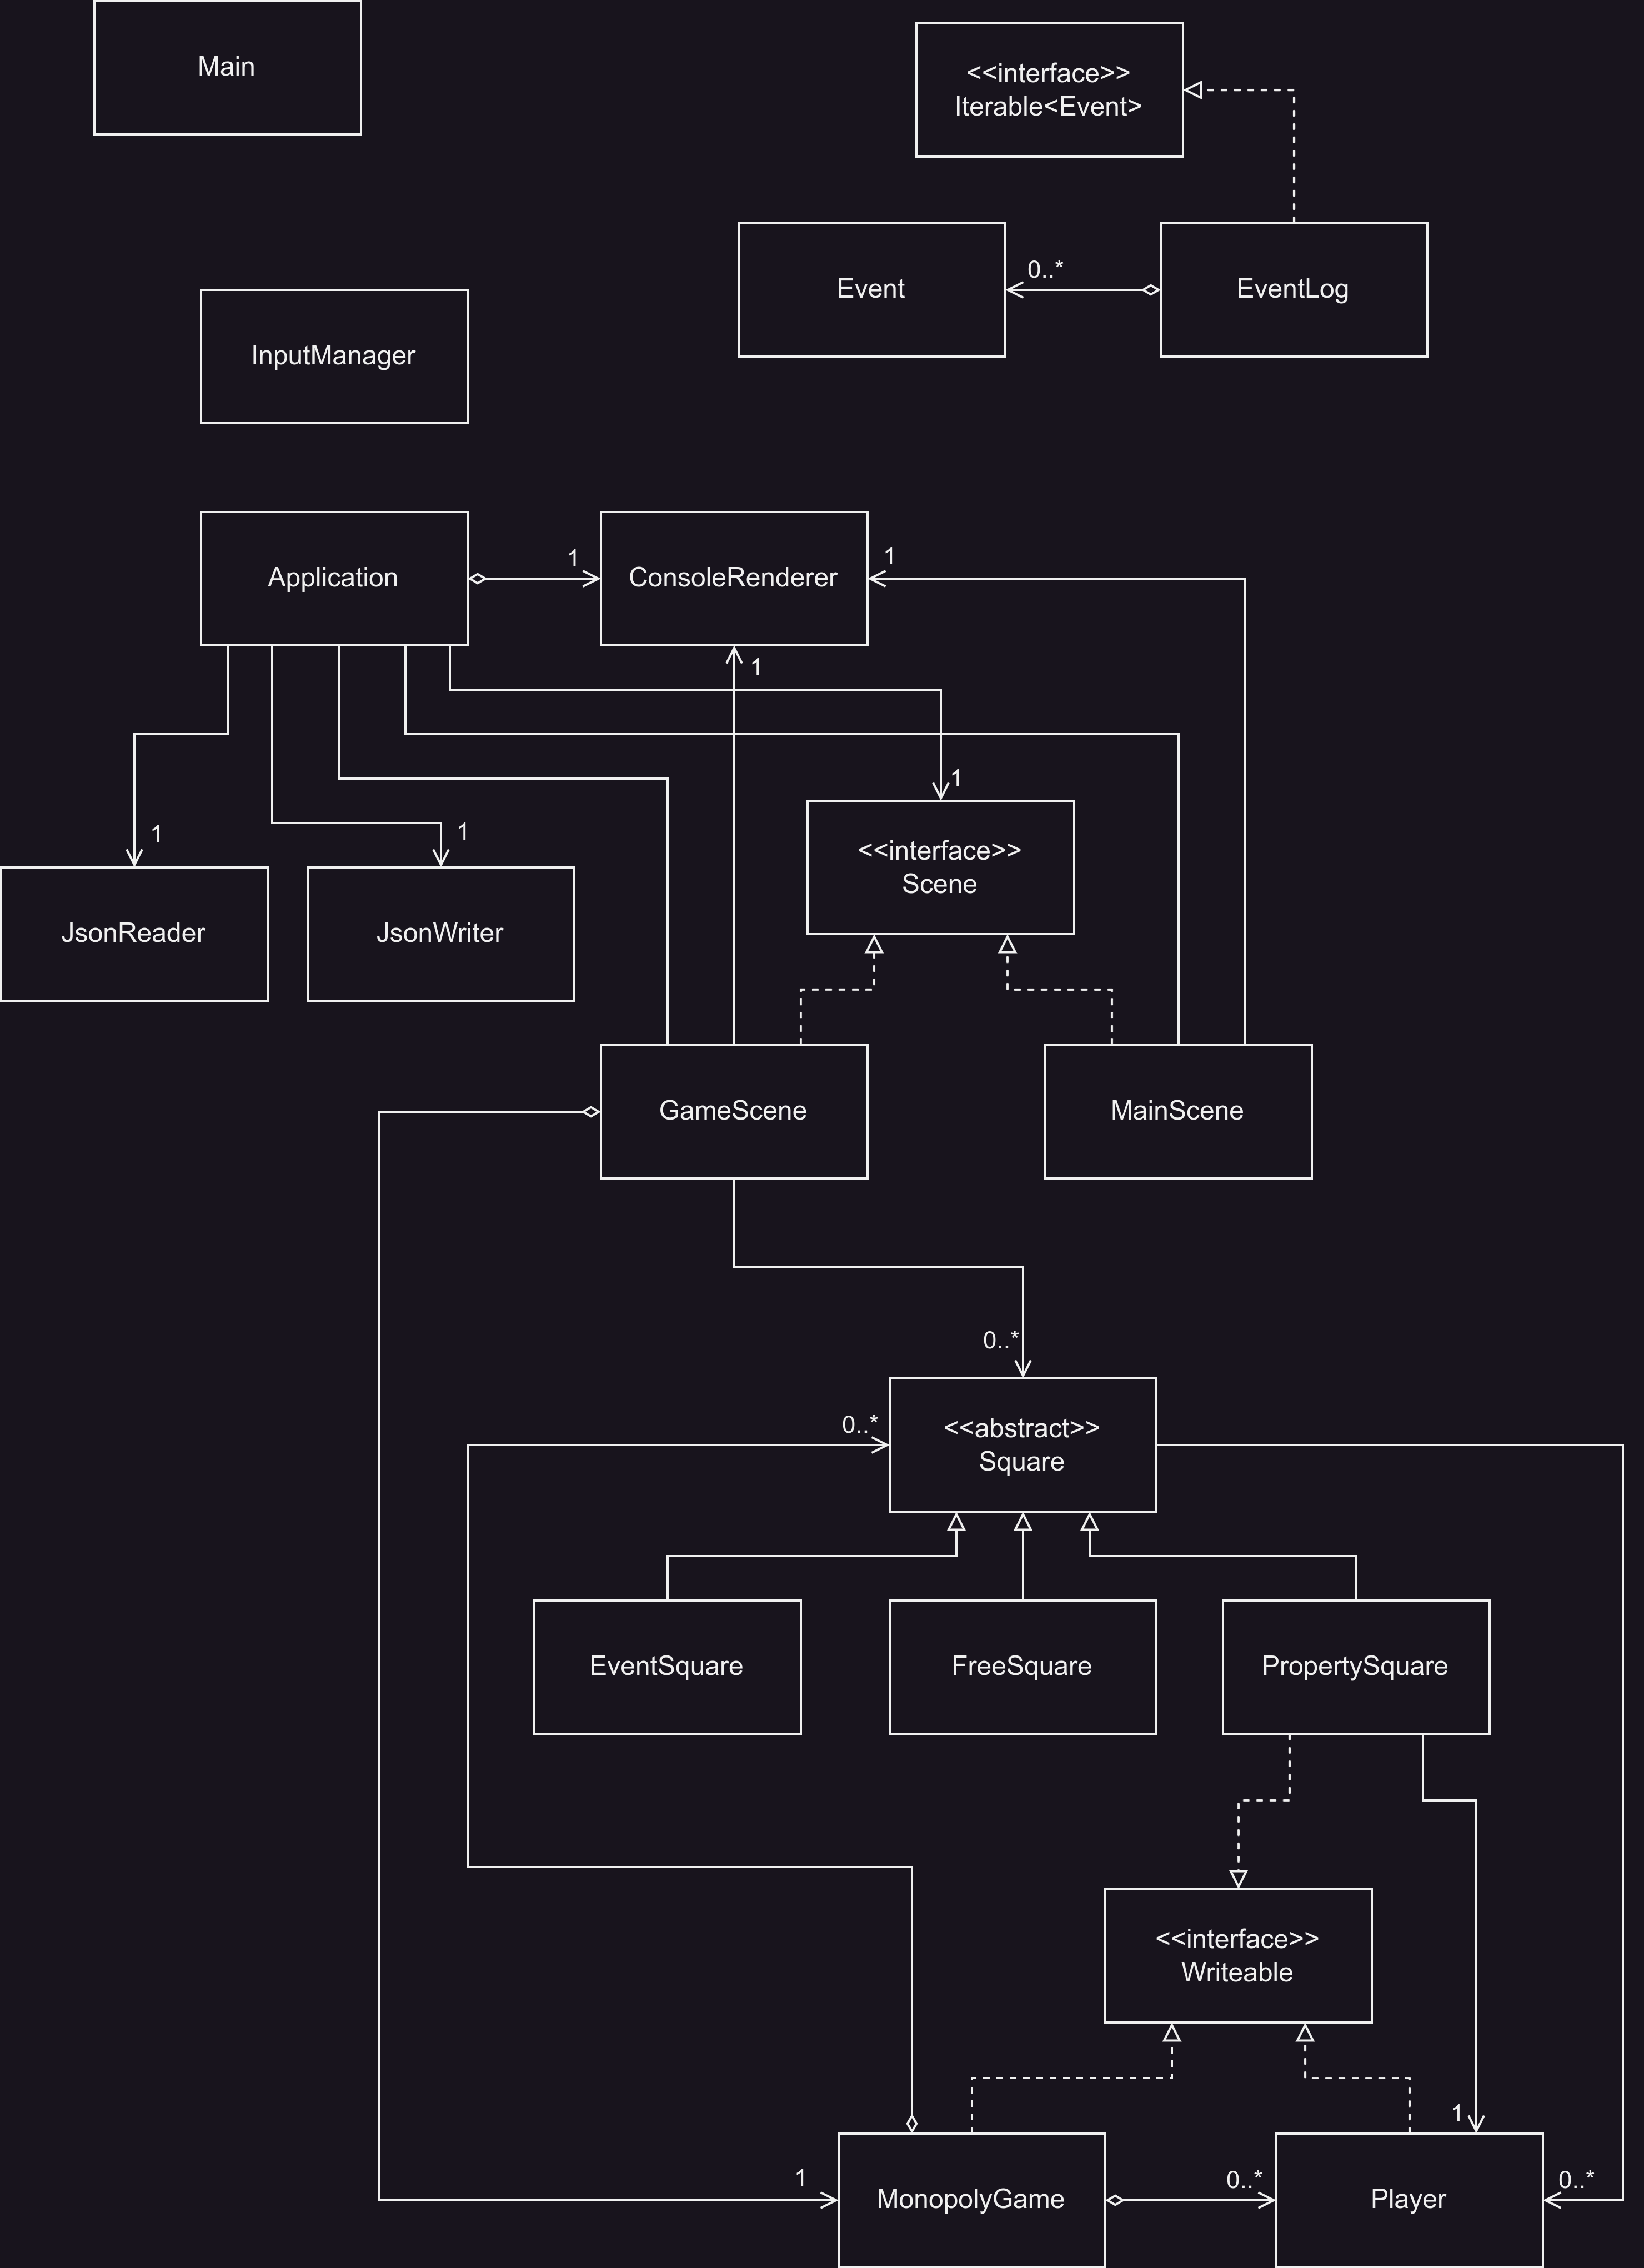 Main
<<interface>>
Iterable<Event>
0..*
Event
EventLog
InputManager
Application
1
ConsoleRenderer
1
1
1
<<interface>>
Scene
1
1
JsonReader
JsonWriter
GameScene
MainScene
0..*
0..*
<<abstract>>
Square
EventSquare
FreeSquare
PropertySquare
<<interface>>
Writeable
1
1
0..*
0..*
MonopolyGame
Player